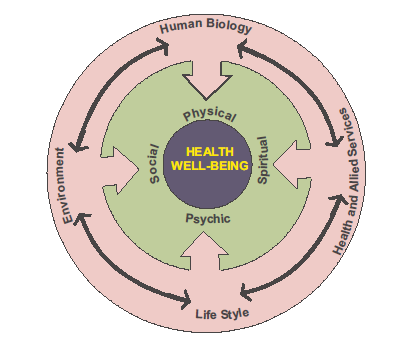 Human Biology
Physical
Social
HEALTH
WELL-BEING
Spiritual
Psychic
Environment
Health and Allied Services
Life Style